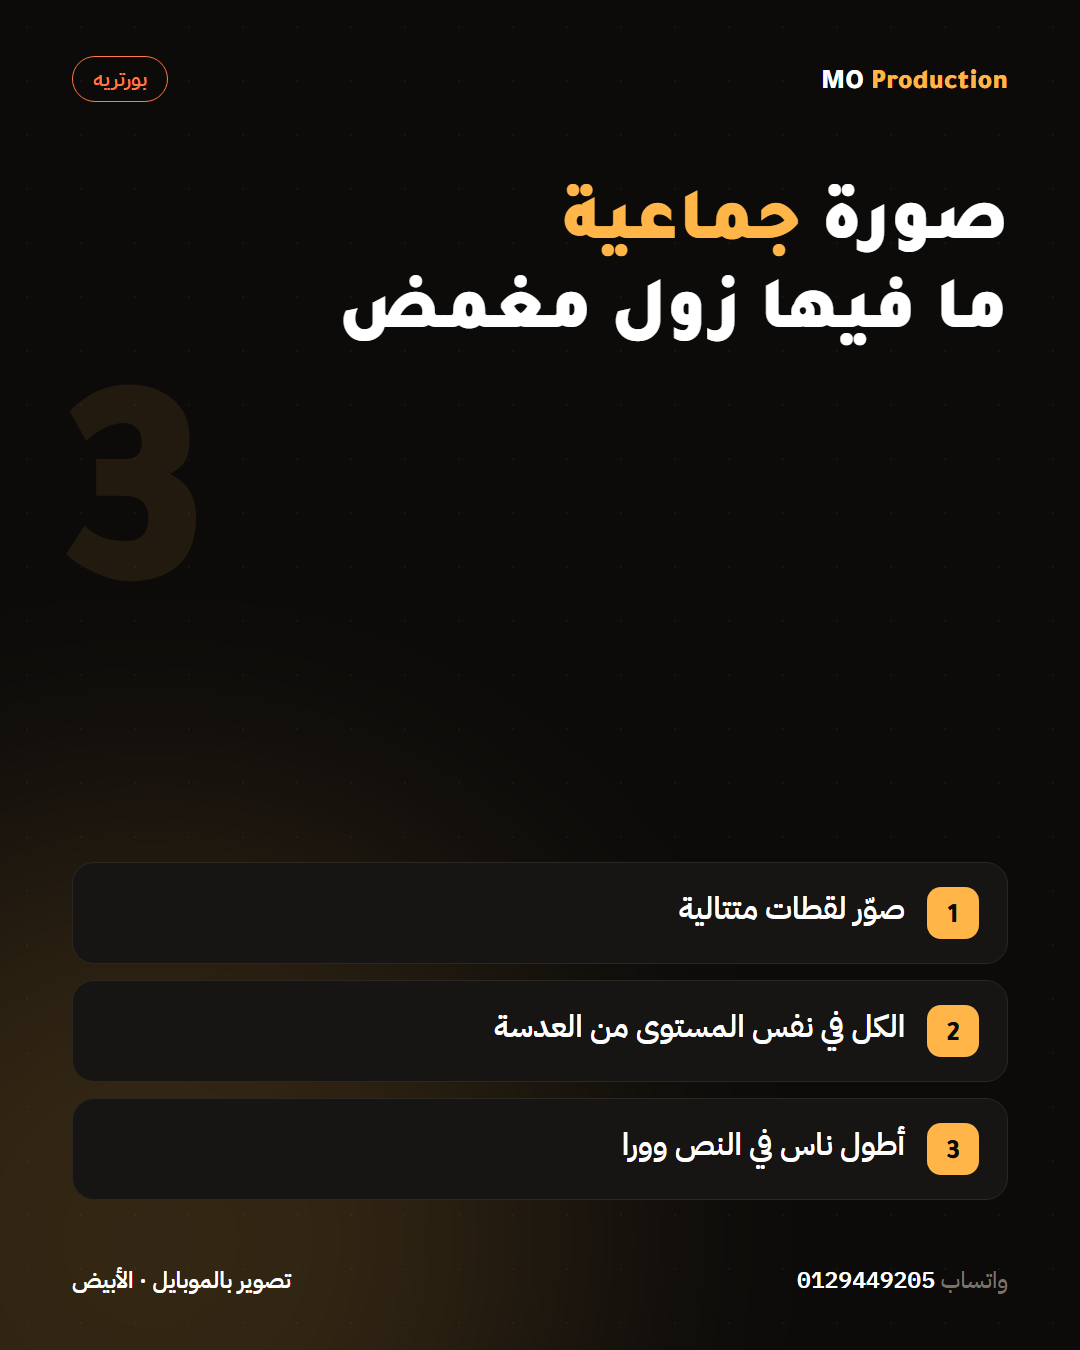 MO Production
بورتريه
صورة جماعية
ما فيها زول مغمض
3
1 صوّر لقطات متتالية
2 الكل في نفس المستوى من العدسة
3 أطول ناس في النص وورا
واتساب 0129449205
تصوير بالموبايل · الأبيض